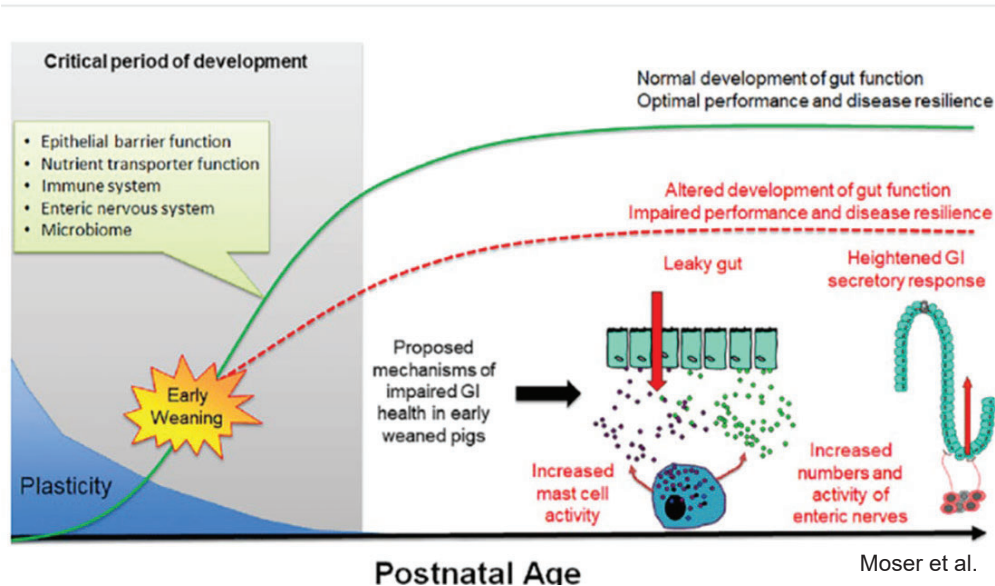 Critical period of development
• Epithelial barrier function
• Nutrient transporter function
• Immune system
• Enteric nervous system
• Microbiome
Normal development of gut function
Optimal performance and disease resilience
Altered development of gut function
Impaired performance and disease resilience
Leaky gut
Heightened GI
secretory response
Early
Weaning
Proposed
mechanisms of
impaired GI
health in early
weaned pigs
Plasticity
Increased
mast cell
activity
Increased
numbers and
activity of
enteric nerves
Postnatal Age
Moser et al.